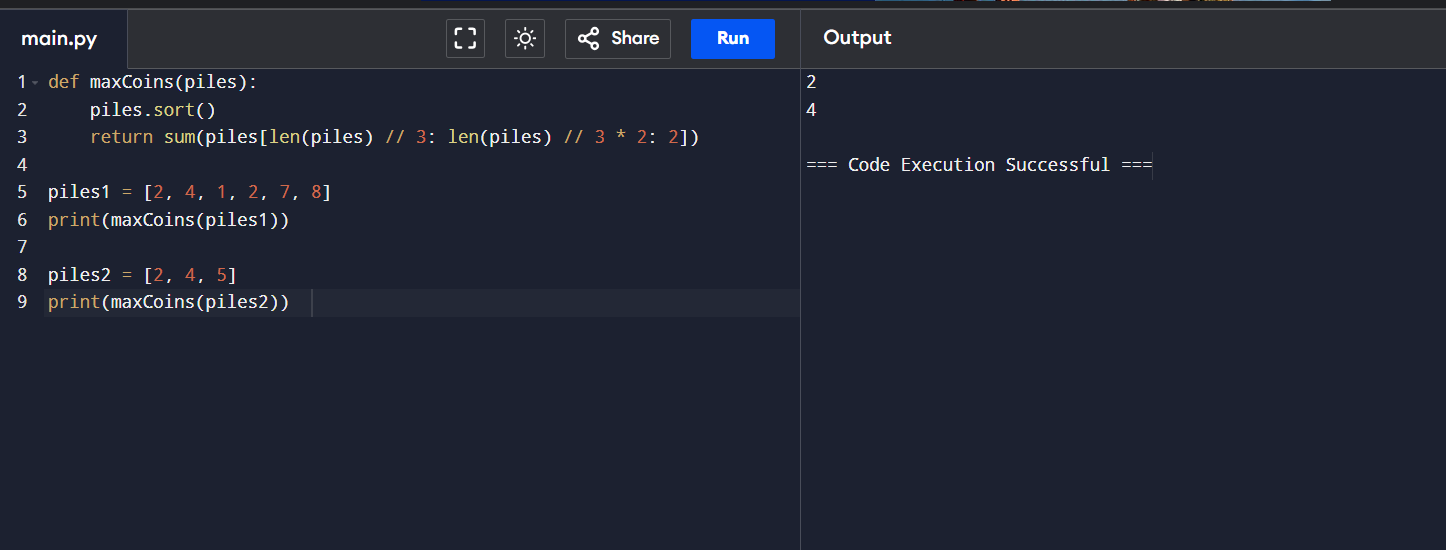 main.py
Share
Run
Output
1 def maxCoins(piles):
2     piles.sort()
3     return sum(piles[len(piles) // 3: len(piles) // 3 * 2: 2])
4
5 piles1 = [2, 4, 1, 2, 7, 8]
6 print(maxCoins(piles1))
7
8 piles2 = [2, 4, 5]
9 print(maxCoins(piles2))
2
4
=== Code Execution Successful ===